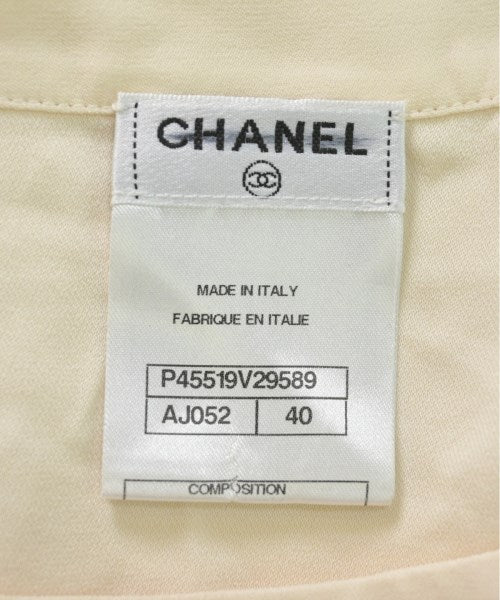 CHANEL
MADE IN ITALY
FABRIQUE EN ITALIE
P45519V29589
AJ052 40
COMPOSITION